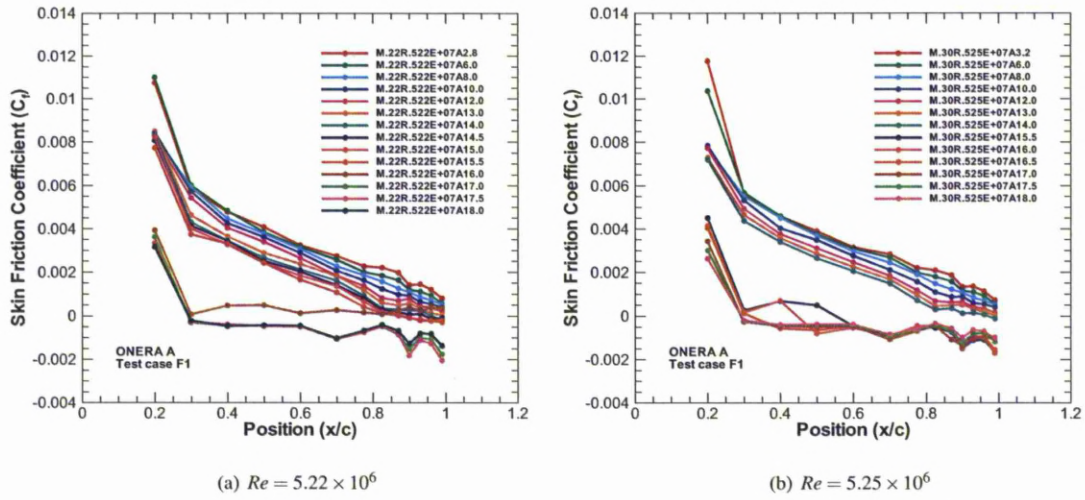 0.014
0.012
0.01
0.008
0.006
0.004
0.002
0
-0.002
-0.004
Skin Friction Coefficient (Cf)
M.22R.522E+07A2.8
M.22R.522E+07A6.0
M.22R.522E+07A8.0
M.22R.522E+07A10.0
M.22R.522E+07A12.0
M.22R.522E+07A13.0
M.22R.522E+07A14.0
M.22R.522E+07A14.5
M.22R.522E+07A15.0
M.22R.522E+07A15.5
M.22R.522E+07A16.0
M.22R.522E+07A17.0
M.22R.522E+07A17.5
M.22R.522E+07A18.0
ONERA A
Test case F1
0 0.2 0.4 0.6 0.8 1 1.2
Position (x/c)
(a) Re = 5.22 × 10⁶
0.014
0.012
0.01
0.008
0.006
0.004
0.002
0
-0.002
-0.004
Skin Friction Coefficient (Cf)
M.30R.525E+07A3.2
M.30R.525E+07A6.0
M.30R.525E+07A8.0
M.30R.525E+07A10.0
M.30R.525E+07A12.0
M.30R.525E+07A13.0
M.30R.525E+07A14.0
M.30R.525E+07A15.5
M.30R.525E+07A16.0
M.30R.525E+07A16.5
M.30R.525E+07A17.0
M.30R.525E+07A17.5
M.30R.525E+07A18.0
ONERA A
Test case F1
0 0.2 0.4 0.6 0.8 1 1.2
Position (x/c)
(b) Re = 5.25 × 10⁶